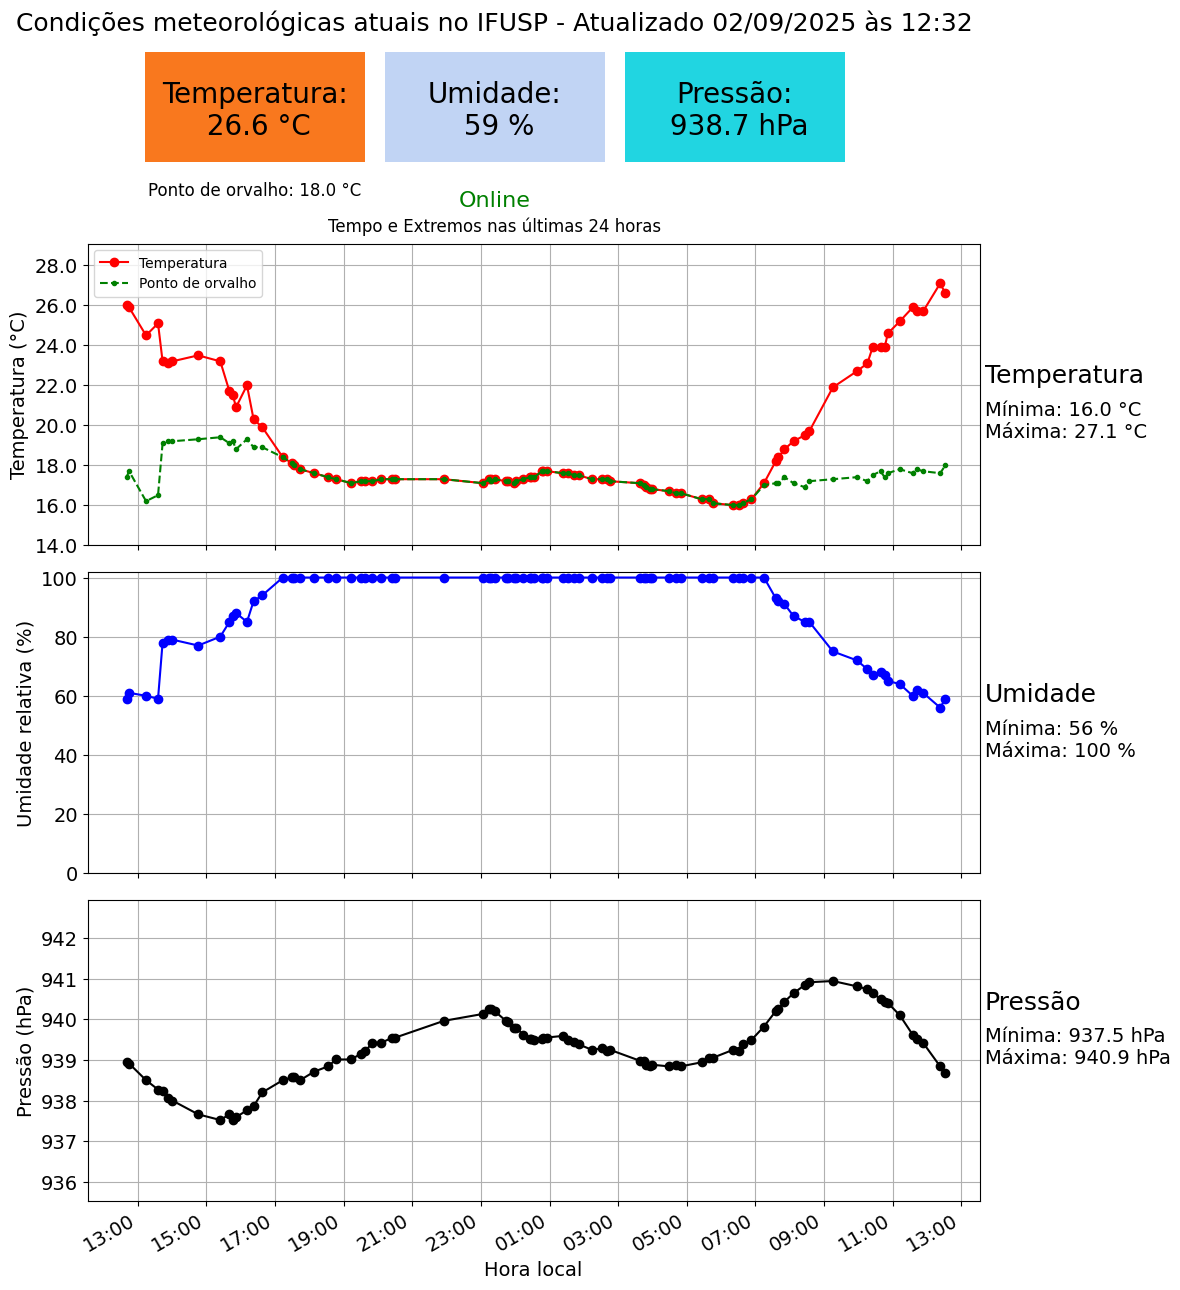 Condições meteorológicas atuais no IFUSP - Atualizado 02/09/2025 às 12:32
Temperatura:
26.6 °C
Umidade:
59 %
Pressão:
938.7 hPa
Ponto de orvalho: 18.0 °C
Online
Tempo e Extremos nas últimas 24 horas
Temperatura
Ponto de orvalho
Temperatura (°C)
28.0
26.0
24.0
22.0
20.0
18.0
16.0
14.0
Temperatura
Mínima: 16.0 °C
Máxima: 27.1 °C
Umidade relativa (%)
100
80
60
40
20
0
Umidade
Mínima: 56 %
Máxima: 100 %
Pressão (hPa)
942
941
940
939
938
937
936
Pressão
Mínima: 937.5 hPa
Máxima: 940.9 hPa
13:00
15:00
17:00
19:00
21:00
23:00
01:00
03:00
05:00
07:00
09:00
11:00
13:00
Hora local